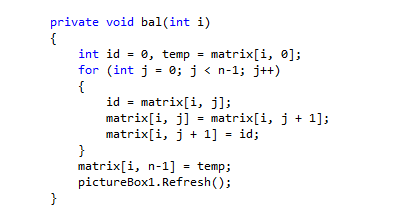 private void bal(int i)
{
    int id = 0, temp = matrix[i, 0];
    for (int j = 0; j < n-1; j++)
    {
        id = matrix[i, j];
        matrix[i, j] = matrix[i, j + 1];
        matrix[i, j + 1] = id;
    }
    matrix[i, n-1] = temp;
    pictureBox1.Refresh();
}